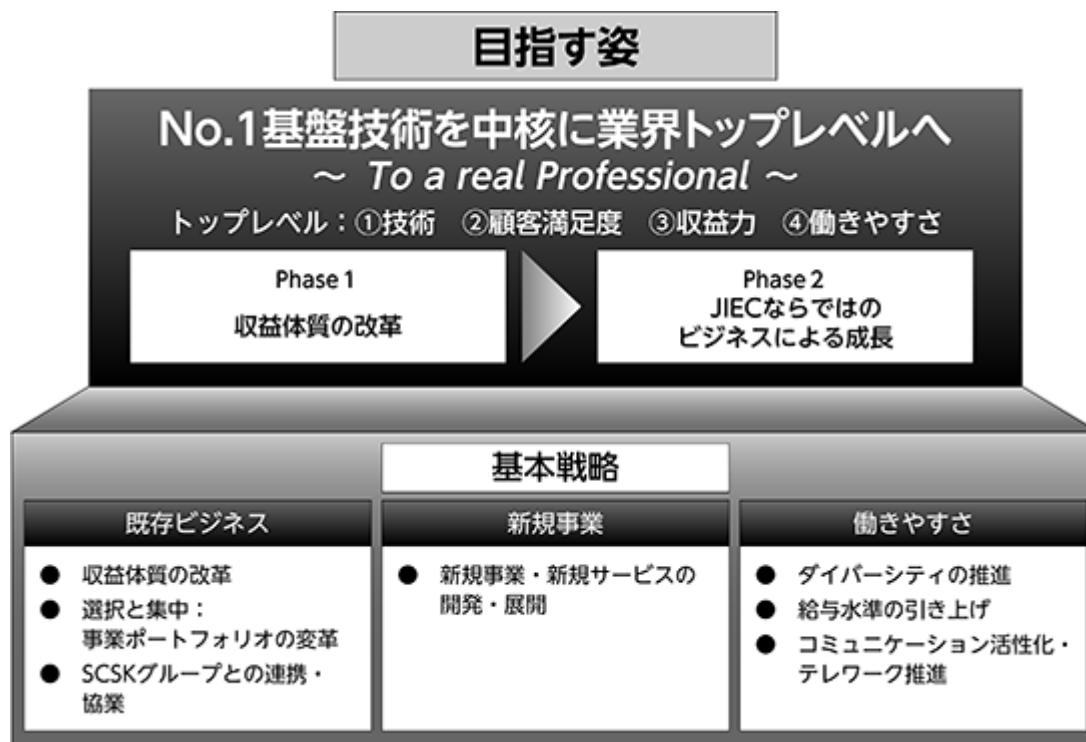 目指す姿
No.1基盤技術を中核に業界トップレベルへ
～ To a real Professional ～
トップレベル：①技術　②顧客満足度　③収益力　④働きやすさ
Phase 1
収益体質の改革
Phase 2
JIECならではの
ビジネスによる成長
基本戦略
既存ビジネス
● 収益体質の改革
● 選択と集中：
事業ポートフォリオの変革
● SCSKグループとの連携・
協業
新規事業
● 新規事業・新規サービスの
開発・展開
働きやすさ
● ダイバーシティの推進
● 給与水準の引き上げ
● コミュニケーション活性化・
テレワーク推進